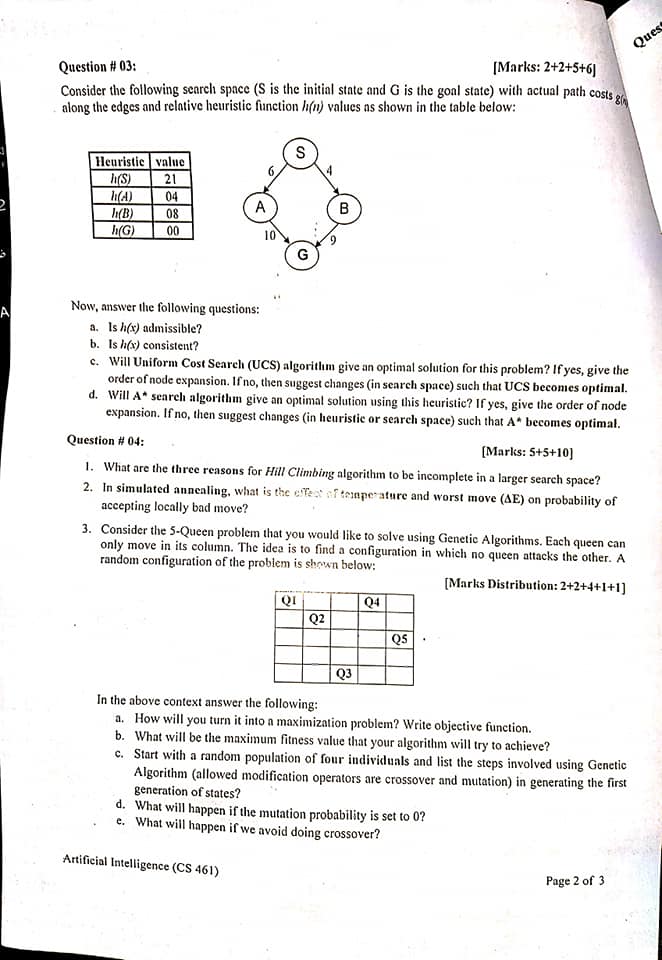 Ques
Question # 03: [Marks: 2+2+5+6]
Consider the following search space (S is the initial state and G is the goal state) with actual path costs g(n)
along the edges and relative heuristic function h(n) values as shown in the table below:
Heuristic value
h(S) 21
h(A) 04
h(B) 08
h(G) 00
S
6 4
A B
10 9
G
Now, answer the following questions:
a. Is h(x) admissible?
b. Is h(x) consistent?
c. Will Uniform Cost Search (UCS) algorithm give an optimal solution for this problem? If yes, give the
order of node expansion. If no, then suggest changes (in search space) such that UCS becomes optimal.
d. Will A* search algorithm give an optimal solution using this heuristic? If yes, give the order of node
expansion. If no, then suggest changes (in heuristic or search space) such that A* becomes optimal.
Question # 04: [Marks: 5+5+10]
1. What are the three reasons for Hill Climbing algorithm to be incomplete in a larger search space?
2. In simulated annealing, what is the effect of temperature and worst move (ΔE) on probability of
accepting locally bad move?
3. Consider the 5-Queen problem that you would like to solve using Genetic Algorithms. Each queen can
only move in its column. The idea is to find a configuration in which no queen attacks the other. A
random configuration of the problem is shown below:
[Marks Distribution: 2+2+4+1+1]
Q1 Q4
Q2
Q5
Q3
In the above context answer the following:
a. How will you turn it into a maximization problem? Write objective function.
b. What will be the maximum fitness value that your algorithm will try to achieve?
c. Start with a random population of four individuals and list the steps involved using Genetic
Algorithm (allowed modification operators are crossover and mutation) in generating the first
generation of states?
d. What will happen if the mutation probability is set to 0?
e. What will happen if we avoid doing crossover?
Artificial Intelligence (CS 461)
Page 2 of 3